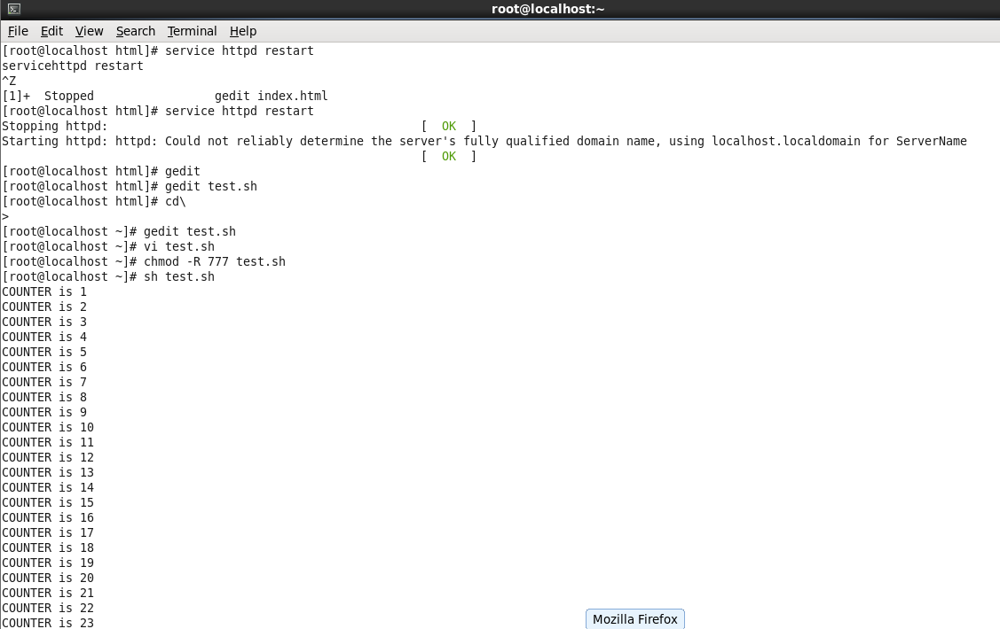 root@localhost:~
File Edit View Search Terminal Help
[root@localhost html]# service httpd restart
servicehttpd restart
^Z
[1]+  Stopped                 gedit index.html
[root@localhost html]# service httpd restart
Stopping httpd:                                            [  OK  ]
Starting httpd: httpd: Could not reliably determine the server's fully qualified domain name, using localhost.localdomain for ServerName
                                                           [  OK  ]
[root@localhost html]# gedit
[root@localhost html]# gedit test.sh
[root@localhost html]# cd\
>
[root@localhost ~]# gedit test.sh
[root@localhost ~]# vi test.sh
[root@localhost ~]# chmod -R 777 test.sh
[root@localhost ~]# sh test.sh
COUNTER is 1
COUNTER is 2
COUNTER is 3
COUNTER is 4
COUNTER is 5
COUNTER is 6
COUNTER is 7
COUNTER is 8
COUNTER is 9
COUNTER is 10
COUNTER is 11
COUNTER is 12
COUNTER is 13
COUNTER is 14
COUNTER is 15
COUNTER is 16
COUNTER is 17
COUNTER is 18
COUNTER is 19
COUNTER is 20
COUNTER is 21
COUNTER is 22
COUNTER is 23
Mozilla Firefox